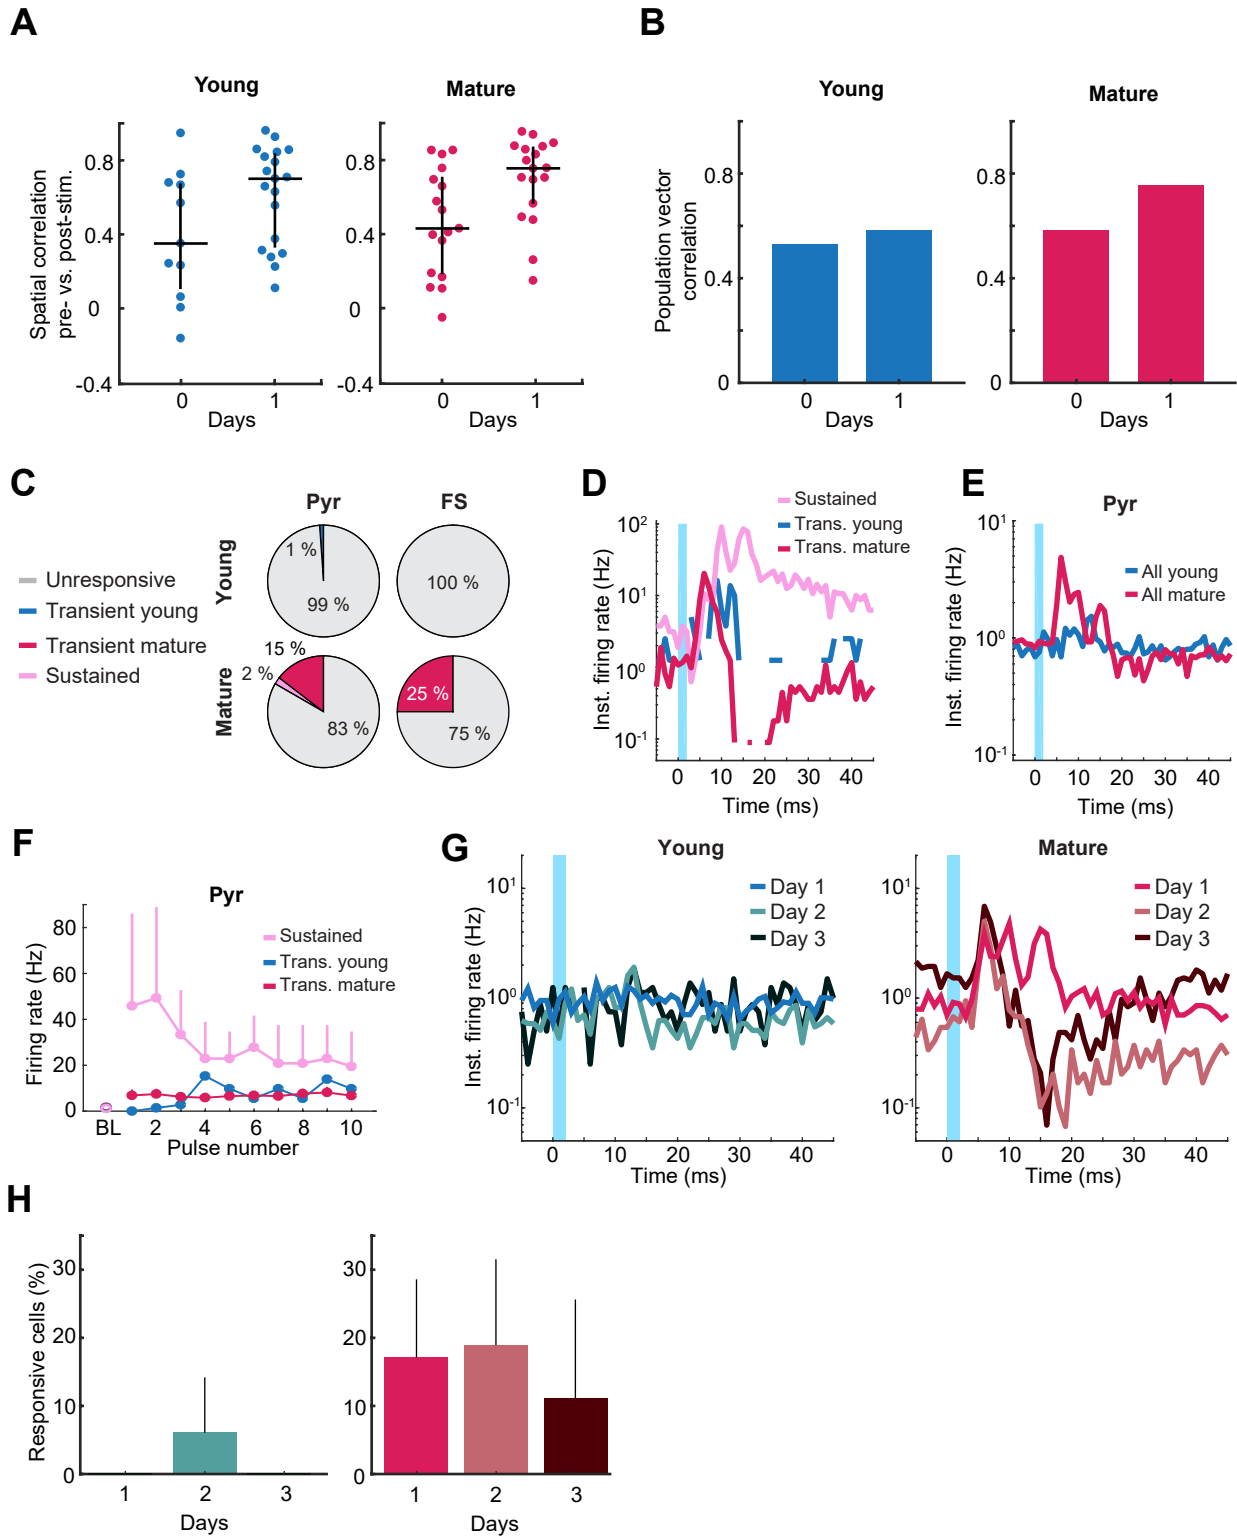 A
Young
Mature
Spatial correlation
pre- vs. post-stim.
0.8
0.4
0
-0.4
0 1
Days
0.8
0.4
0
-0.4
0 1
Days
B
Young
Mature
Population vector
correlation
0.8
0.4
0
0 1
Days
0.8
0.4
0
0 1
Days
C
Pyr
FS
Unresponsive
Transient young
Transient mature
Sustained
Young
1 %
99 %
100 %
Mature
15 %
2 %
83 %
25 %
75 %
D
Sustained
Trans. young
Trans. mature
Inst. firing rate (Hz)
10²
10¹
10⁰
10⁻¹
0 10 20 30 40
Time (ms)
E
Pyr
All young
All mature
Inst. firing rate (Hz)
10¹
10⁰
10⁻¹
0 10 20 30 40
Time (ms)
F
Pyr
Sustained
Trans. young
Trans. mature
Firing rate (Hz)
80
60
40
20
0
BL 2 4 6 8 10
Pulse number
G
Young
Day 1
Day 2
Day 3
Inst. firing rate (Hz)
10¹
10⁰
10⁻¹
0 10 20 30 40
Time (ms)
Mature
Day 1
Day 2
Day 3
10¹
10⁰
10⁻¹
0 10 20 30 40
Time (ms)
H
Responsive cells (%)
30
20
10
0
1 2 3
Days
30
20
10
0
1 2 3
Days